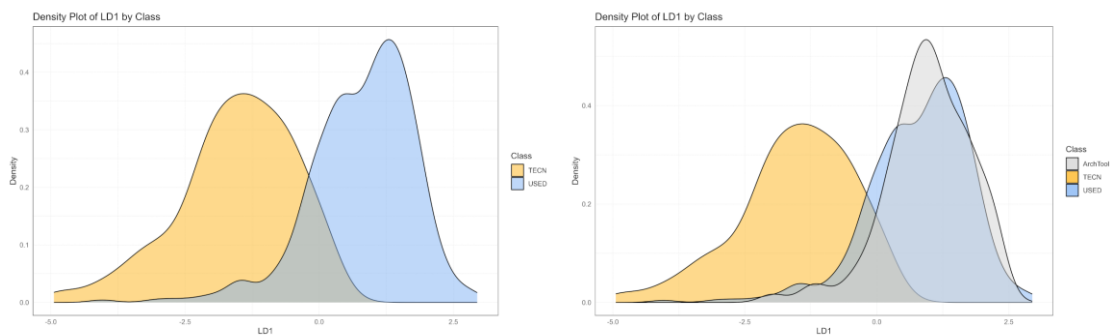 Density Plot of LD1 by Class
0.4
0.3
0.2
0.1
0.0
Density
-5.0
-2.5
0.0
2.5
LD1
Class
TECN
USED
Density Plot of LD1 by Class
0.4
0.2
0.0
Density
-5.0
-2.5
0.0
2.5
LD1
Class
ArchTool
TECN
USED